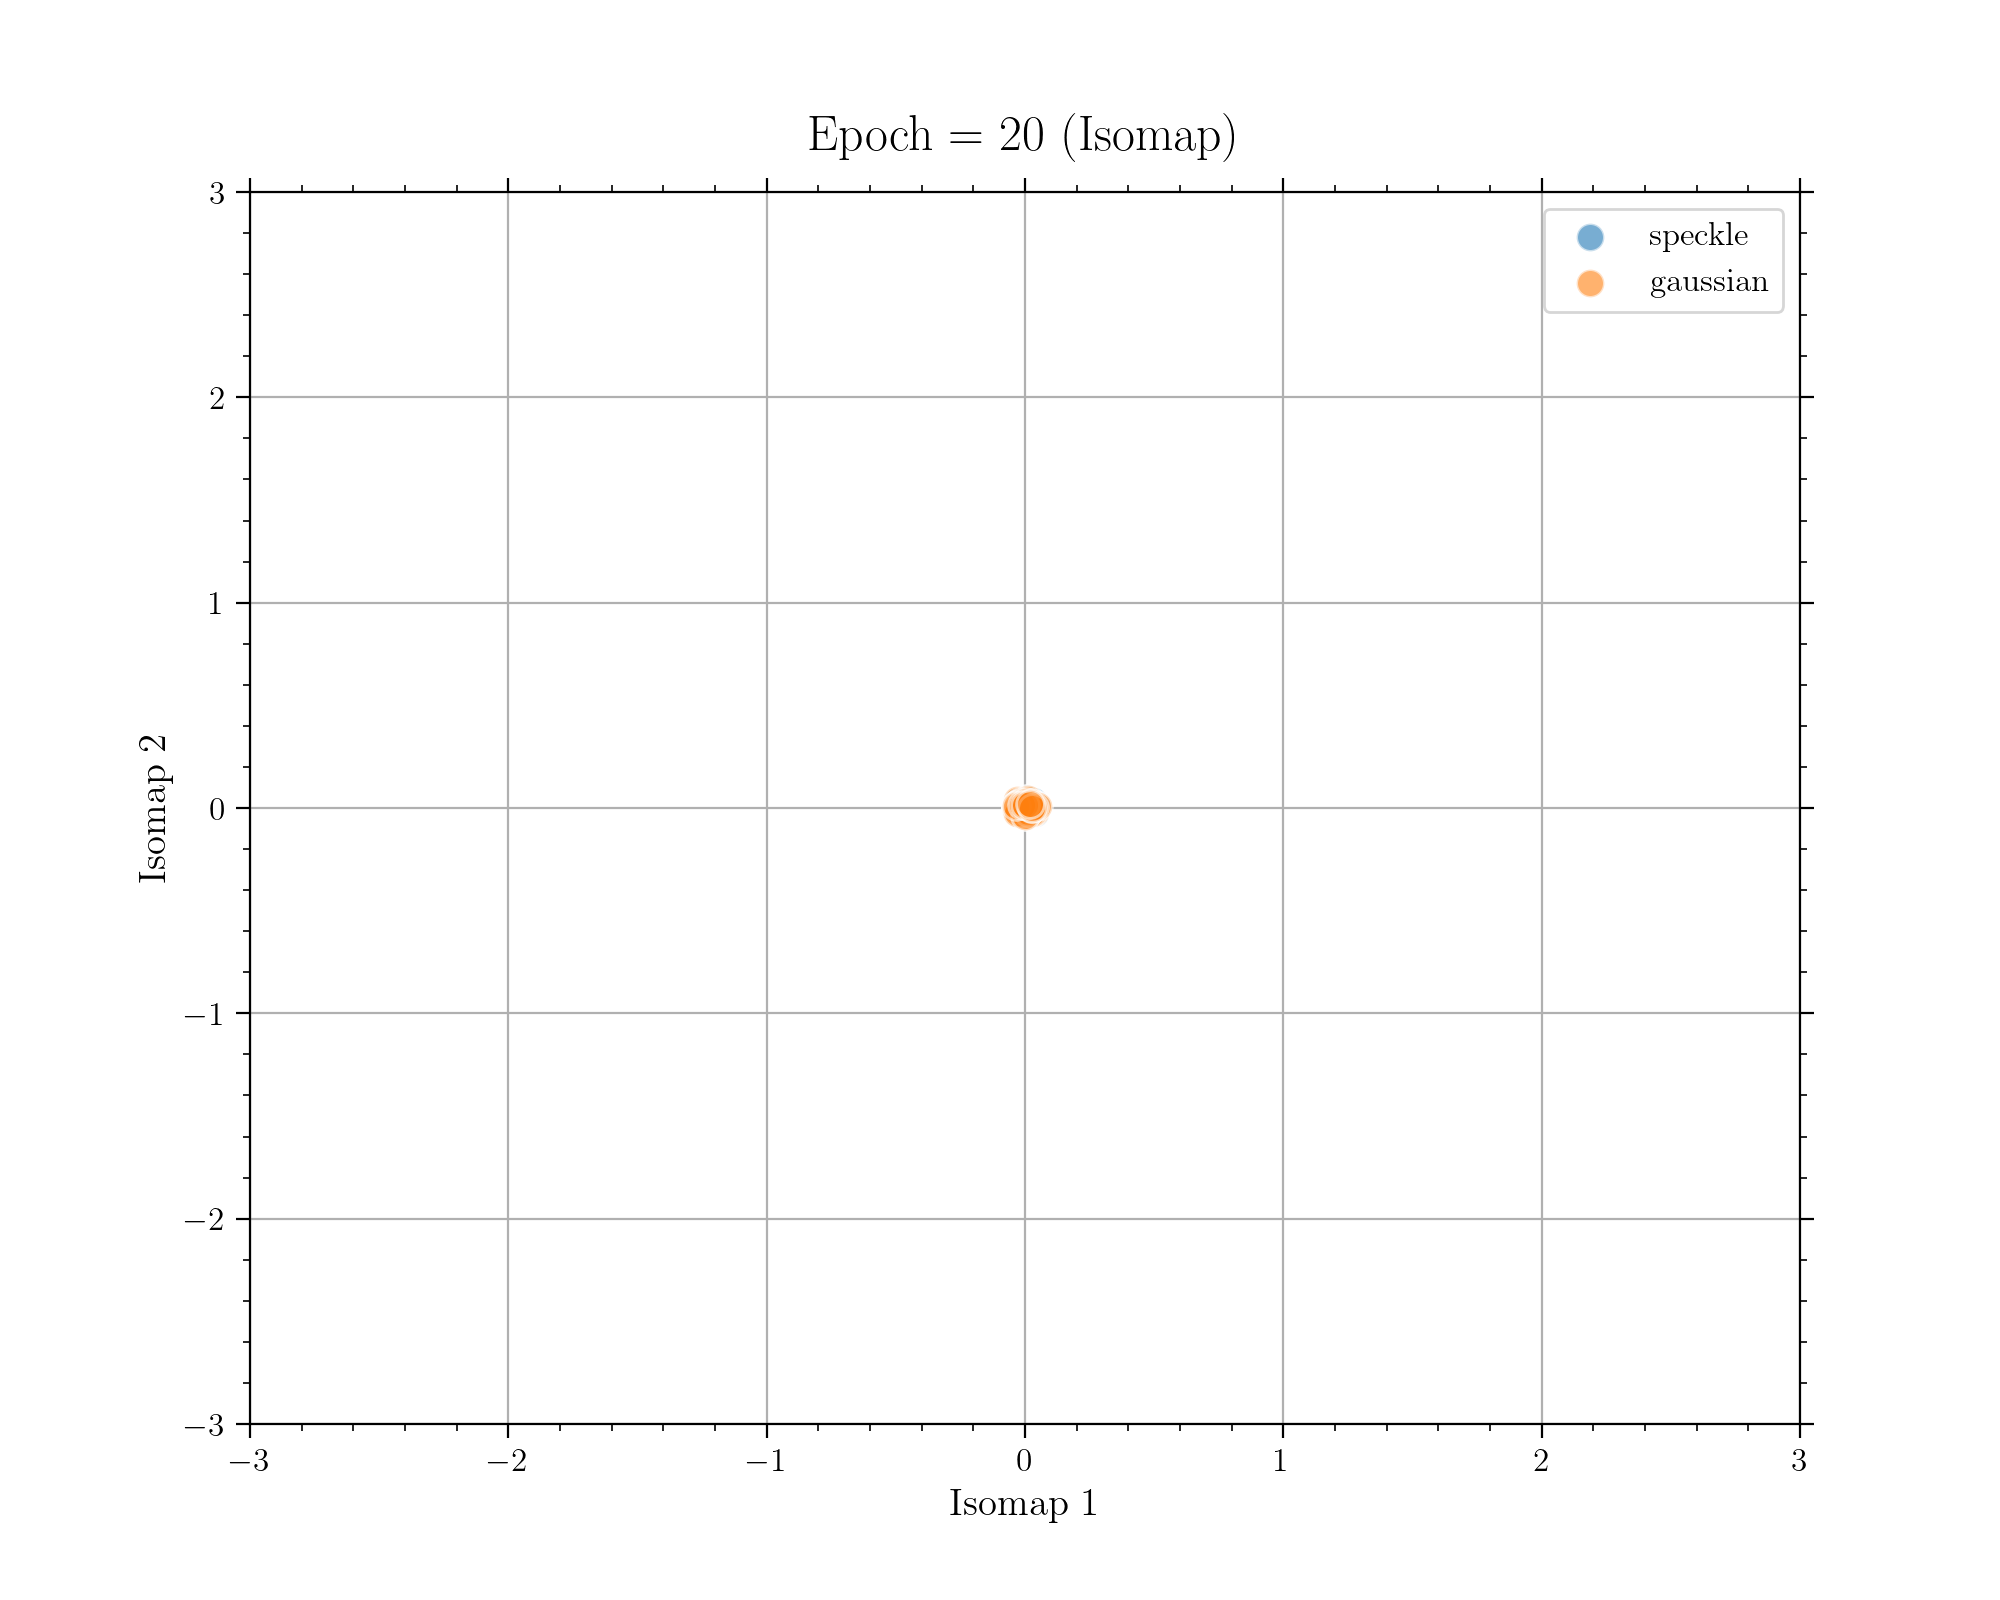 Epoch = 20 (Isomap)
speckle
gaussian
3
2
1
0
−1
−2
−3
Isomap 2
−3 −2 −1 0 1 2 3
Isomap 1